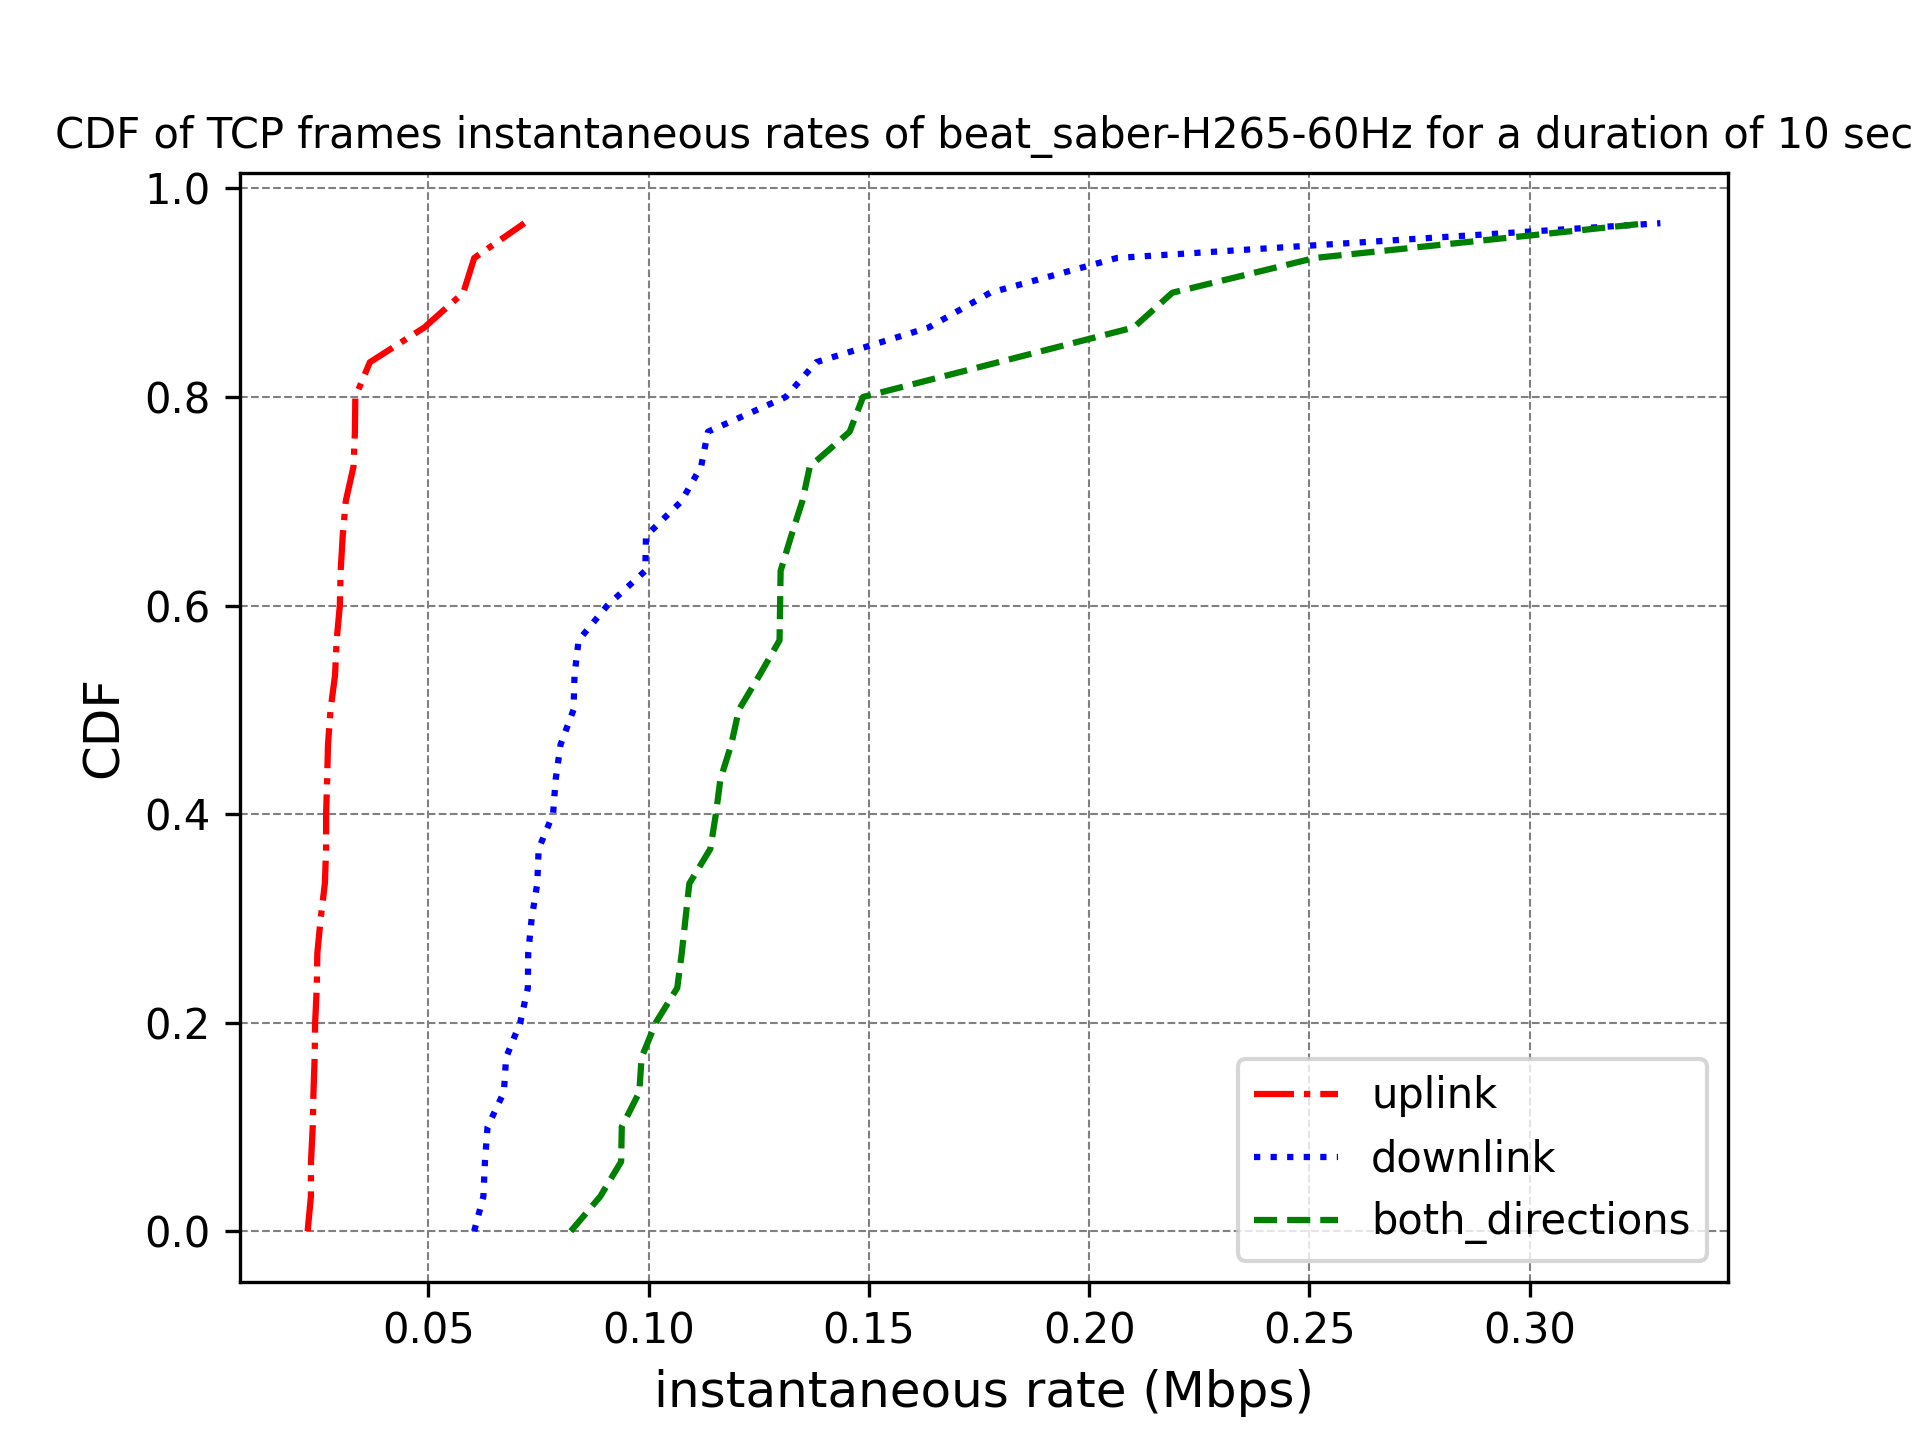 CDF of TCP frames instantaneous rates of beat_saber-H265-60Hz for a duration of 10 sec
1.0
0.8
0.6
0.4
0.2
0.0
CDF
uplink
downlink
both_directions
0.05 0.10 0.15 0.20 0.25 0.30
instantaneous rate (Mbps)